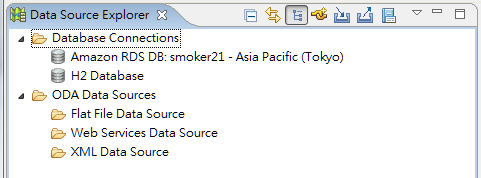 Data Source Explorer
Database Connections
Amazon RDS DB: smoker21 - Asia Pacific (Tokyo)
H2 Database
ODA Data Sources
Flat File Data Source
Web Services Data Source
XML Data Source